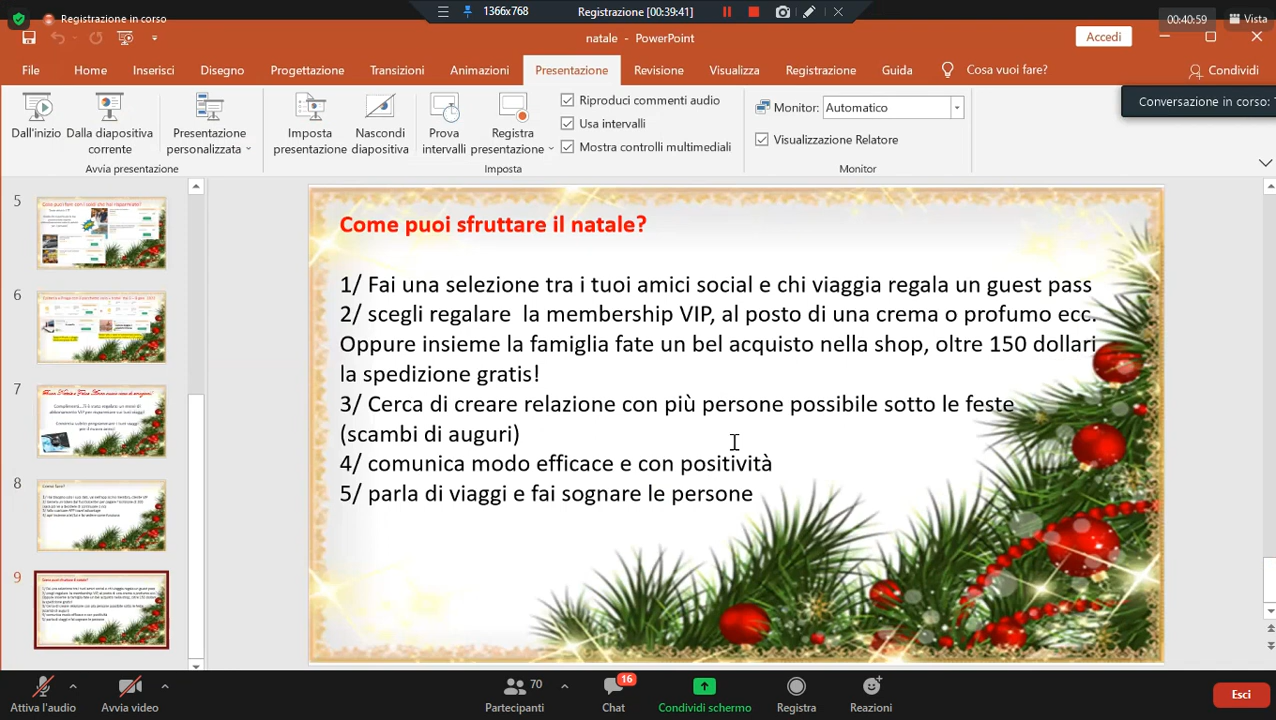 Registrazione in corso
1366x768
Registrazione [00:39:41]
00:40:59
Vista
natale - PowerPoint
Accedi
File
Home
Inserisci
Disegno
Progettazione
Transizioni
Animazioni
Presentazione
Revisione
Visualizza
Registrazione
Guida
Cosa vuoi fare?
Condividi
Dall'inizio
Dalla diapositiva
corrente
Presentazione
personalizzata
Avvia presentazione
Imposta
presentazione
Nascondi
diapositiva
Prova
intervalli
Registra
presentazione
Riproduci commenti audio
Usa intervalli
Mostra controlli multimediali
Imposta
Monitor:
Automatico
Visualizzazione Relatore
Monitor
Conversazione in corso:
5
6
7
8
9
Come puoi sfruttare il natale?
1/ Fai una selezione tra i tuoi amici social e chi viaggia regala un guest pass
2/ scegli regalare la membership VIP, al posto di una crema o profumo ecc.
Oppure insieme la famiglia fate un bel acquisto nella shop, oltre 150 dollari
la spedizione gratis!
3/ Cerca di creare relazione con più persone possibile sotto le feste
(scambi di auguri)
4/ comunica modo efficace e con positività
5/ parla di viaggi e fai sognare le persone
Attiva l'audio
Avvia video
70
Partecipanti
16
Chat
Condividi schermo
Registra
Reazioni
Esci